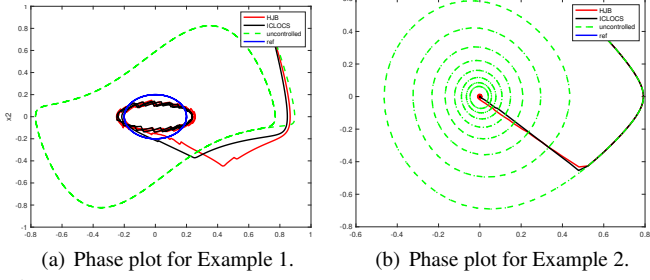 1
0.8
0.6
0.4
0.2
0
-0.2
-0.4
-0.6
-0.8
-1
x2
-0.8 -0.6 -0.4 -0.2 0 0.2 0.4 0.6 0.8 1
HJB
ICLOCS
uncontrolled
ref
(a) Phase plot for Example 1.
0.4
0.2
0
-0.2
-0.4
-0.6
-0.8
-0.6 -0.4 -0.2 0 0.2 0.4 0.6 0.8
HJB
ICLOCS
uncontrolled
ref
(b) Phase plot for Example 2.